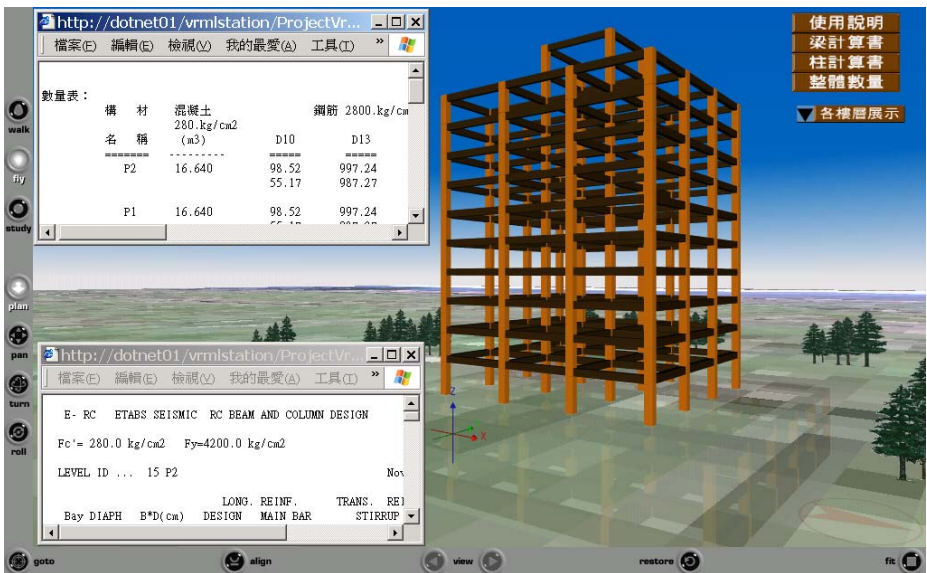 http://dotnet01/vrmlstation/ProjectVr...
檔案(F) 編輯(E) 檢視(V) 我的最愛(A) 工具(T) »
數量表：
構 材 混凝土 鋼筋 2800.kg/cm
280.kg/cm2
名 稱 (m3) D10 D13
======= --------- ===== =====
P2 16.640 98.52 997.24
55.17 987.27
P1 16.640 98.52 997.24
使用說明
梁計算書
柱計算書
整體數量
各樓層展示
walk
fly
study
plan
pan
turn
roll
http://dotnet01/vrmlstation/ProjectVr...
檔案(F) 編輯(E) 檢視(V) 我的最愛(A) 工具(T) »
E- RC ETABS SEISMIC RC BEAM AND COLUMN DESIGN
Fc'= 280.0 kg/cm2 Fy=4200.0 kg/cm2
LEVEL ID ... 15 P2 Nov
LONG. REINF. TRANS. REI
Bay DIAPH B*D(cm) DESIGN MAIN BAR STIRRUP
Z
X
goto
align
view
restore
fit